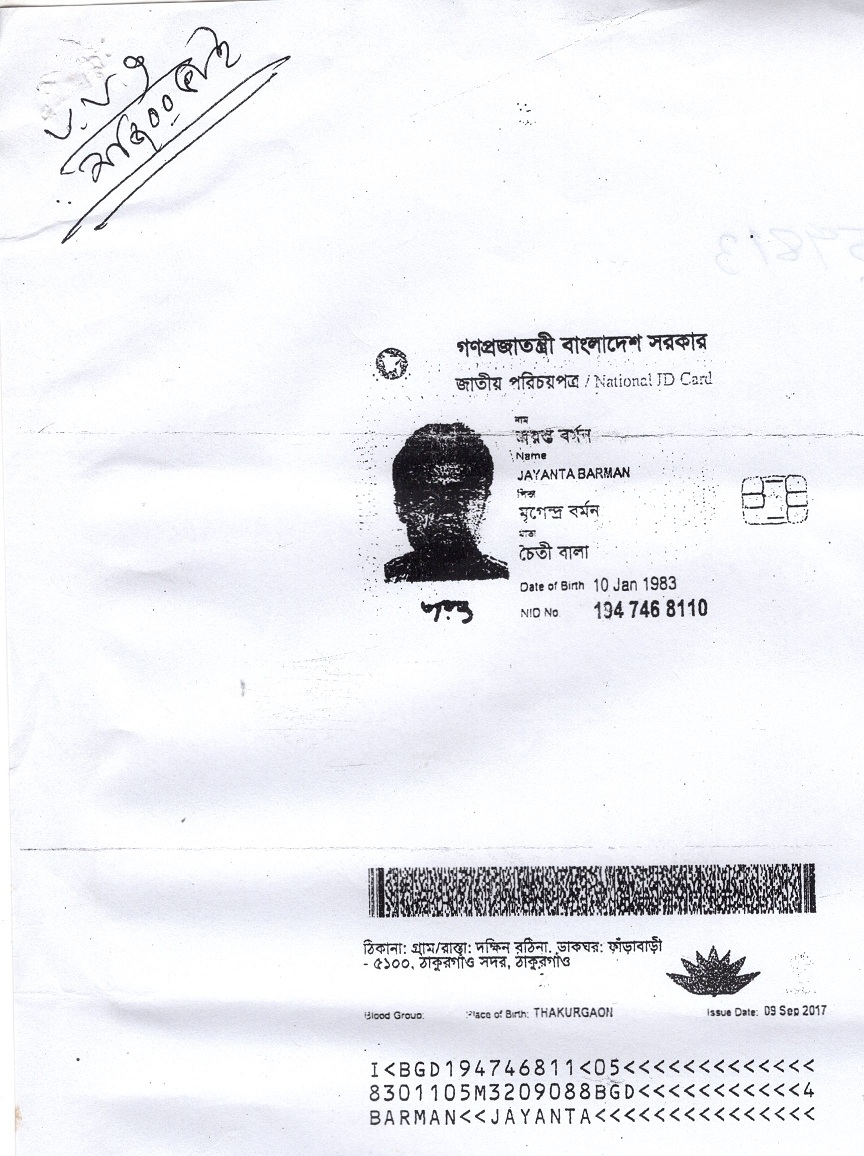 গণপ্রজাতন্ত্রী বাংলাদেশ সরকার
জাতীয় পরিচয়পত্র / National ID Card
নাম
জয়ন্ত বর্মন
Name
JAYANTA BARMAN
পিতা
মৃগেন্দ্র বর্মন
মাতা
চৈতী বালা
Date of Birth 10 Jan 1983
NID No. 194 746 8110
ঠিকানা: গ্রাম/রাস্তা: দক্ষিন বঠিনা, ডাকঘর: ফাঁড়াবাড়ী
- ৫১০০, ঠাকুরগাঁও সদর, ঠাকুরগাঁও
Blood Group: Place of Birth: THAKURGAON Issue Date: 09 Sep 2017
I<BGD194746811<05<<<<<<<<<<<<<
8301105M3209088BGD<<<<<<<<<<<4
BARMAN<<JAYANTA<<<<<<<<<<<<<<<